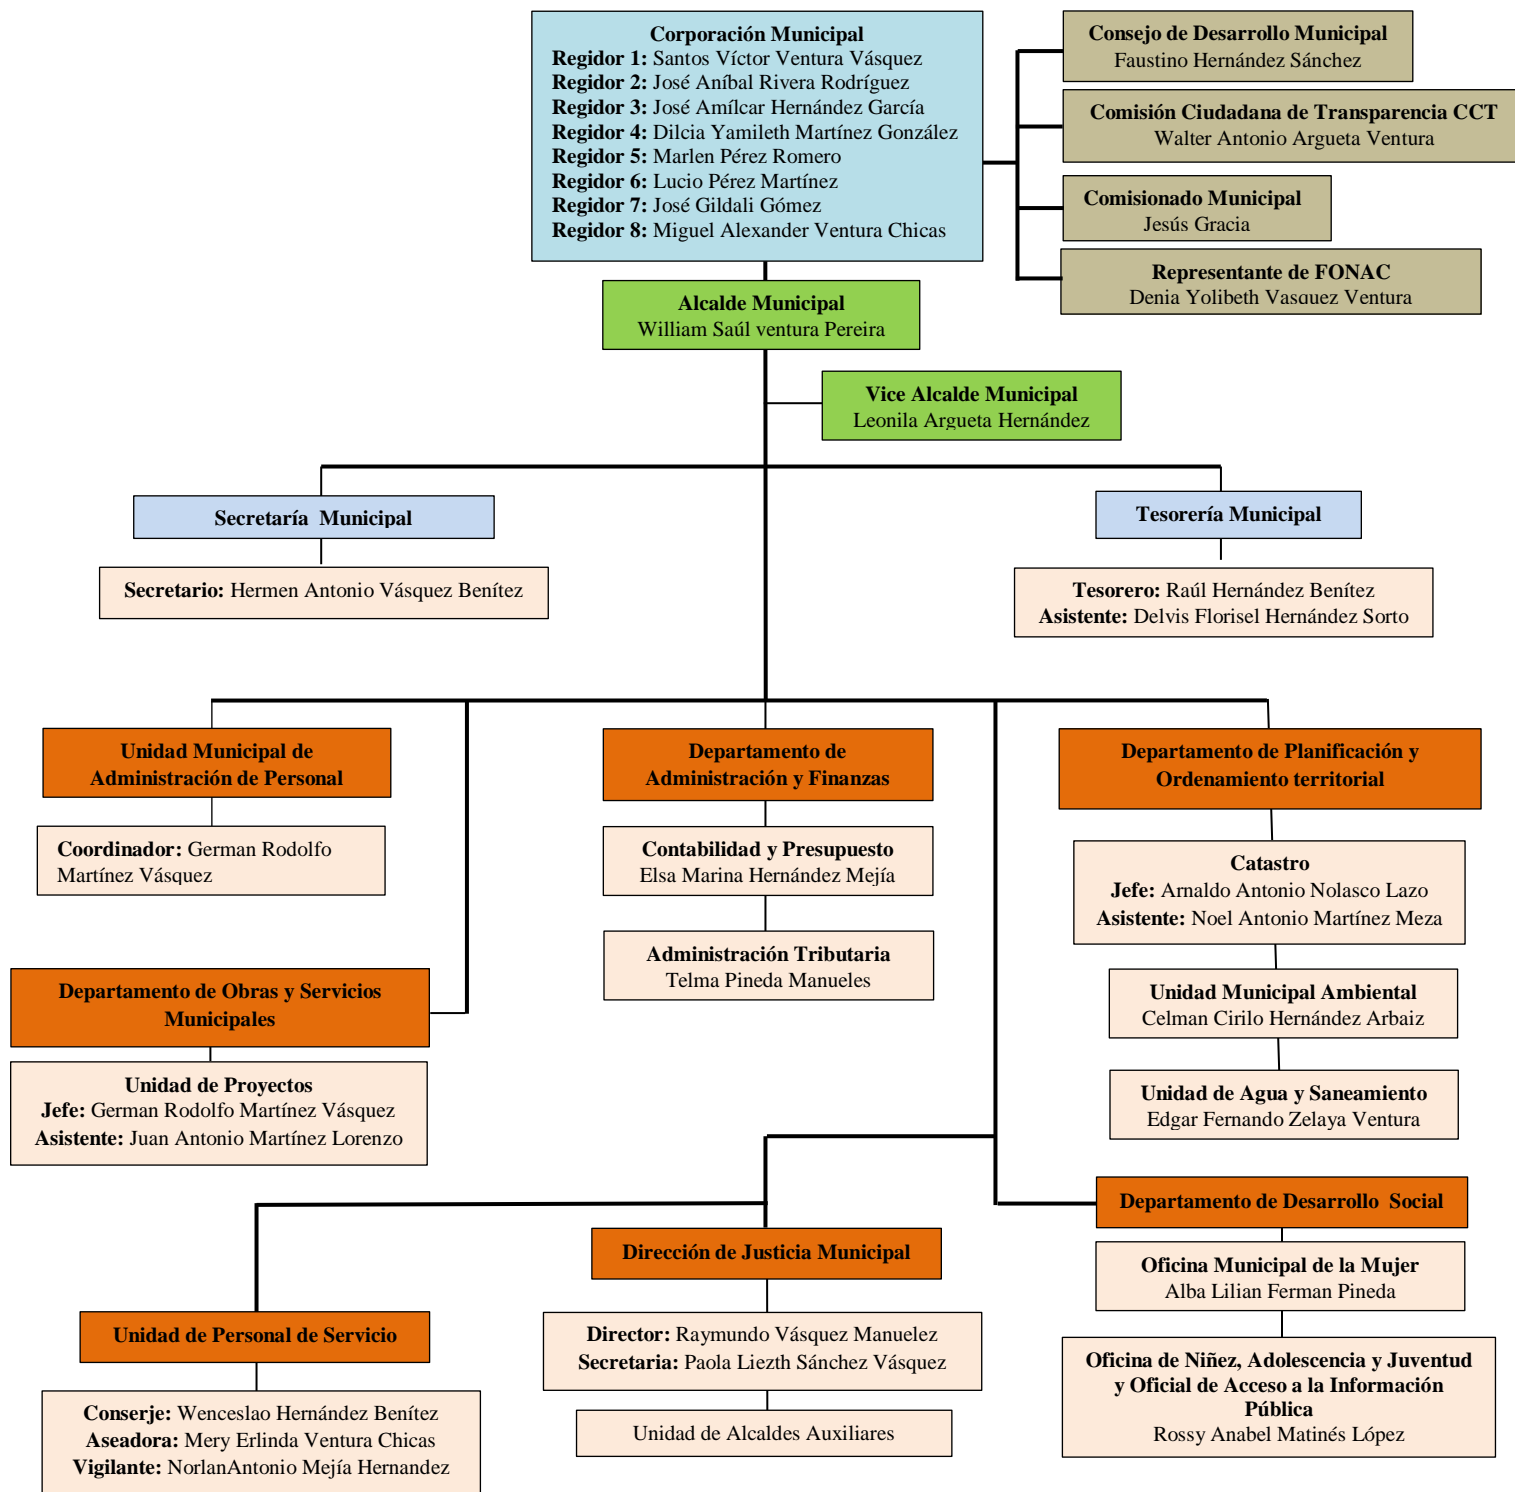 Corporación Municipal
Regidor 1: Santos Víctor Ventura Vásquez
Regidor 2: José Aníbal Rivera Rodríguez
Regidor 3: José Amílcar Hernández García
Regidor 4: Dilcia Yamileth Martínez González
Regidor 5: Marlen Pérez Romero
Regidor 6: Lucio Pérez Martínez
Regidor 7: José Gildali Gómez
Regidor 8: Miguel Alexander Ventura Chicas
Consejo de Desarrollo Municipal
Faustino Hernández Sánchez
Comisión Ciudadana de Transparencia CCT
Walter Antonio Argueta Ventura
Comisionado Municipal
Jesús Gracia
Representante de FONAC
Denia Yolibeth Vasquez Ventura
Alcalde Municipal
William Saúl ventura Pereira
Vice Alcalde Municipal
Leonila Argueta Hernández
Secretaría Municipal
Secretario: Hermen Antonio Vásquez Benítez
Tesorería Municipal
Tesorero: Raúl Hernández Benítez
Asistente: Delvis Florisel Hernández Sorto
Unidad Municipal de
Administración de Personal
Coordinador: German Rodolfo
Martínez Vásquez
Departamento de
Administración y Finanzas
Contabilidad y Presupuesto
Elsa Marina Hernández Mejía
Administración Tributaria
Telma Pineda Manueles
Departamento de Planificación y
Ordenamiento territorial
Catastro
Jefe: Arnaldo Antonio Nolasco Lazo
Asistente: Noel Antonio Martínez Meza
Unidad Municipal Ambiental
Celman Cirilo Hernández Arbaiz
Unidad de Agua y Saneamiento
Edgar Fernando Zelaya Ventura
Departamento de Obras y Servicios
Municipales
Unidad de Proyectos
Jefe: German Rodolfo Martínez Vásquez
Asistente: Juan Antonio Martínez Lorenzo
Departamento de Desarrollo Social
Oficina Municipal de la Mujer
Alba Lilian Ferman Pineda
Oficina de Niñez, Adolescencia y Juventud
y Oficial de Acceso a la Información
Pública
Rossy Anabel Matinés López
Dirección de Justicia Municipal
Director: Raymundo Vásquez Manuelez
Secretaria: Paola Liezth Sánchez Vásquez
Unidad de Alcaldes Auxiliares
Unidad de Personal de Servicio
Conserje: Wenceslao Hernández Benítez
Aseadora: Mery Erlinda Ventura Chicas
Vigilante: NorlanAntonio Mejía Hernandez